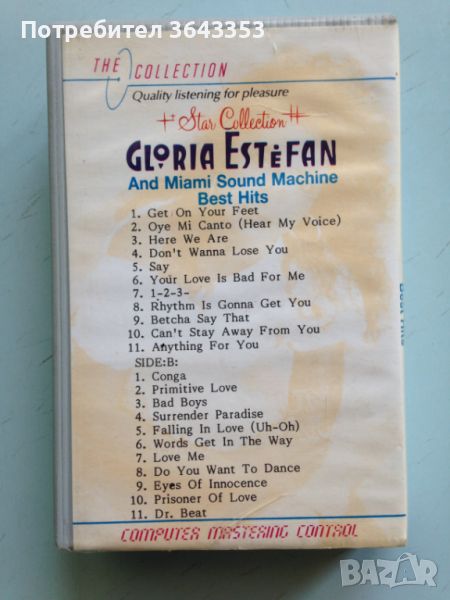 Потребител 3643353
THE COLLECTION
Quality listening for pleasure
Star Collection
GLORIA ESTEFAN
And Miami Sound Machine
Best Hits
1. Get On Your Feet
2. Oye Mi Canto (Hear My Voice)
3. Here We Are
4. Don't Wanna Lose You
5. Say
6. Your Love Is Bad For Me
7. 1-2-3-
8. Rhythm Is Gonna Get You
9. Betcha Say That
10. Can't Stay Away From You
11. Anything For You
SIDE:B:
1. Conga
2. Primitive Love
3. Bad Boys
4. Surrender Paradise
5. Falling In Love (Uh-Oh)
6. Words Get In The Way
7. Love Me
8. Do You Want To Dance
9. Eyes Of Innocence
10. Prisoner Of Love
11. Dr. Beat
COMPUTER MASTERING CONTROL
BAZAR